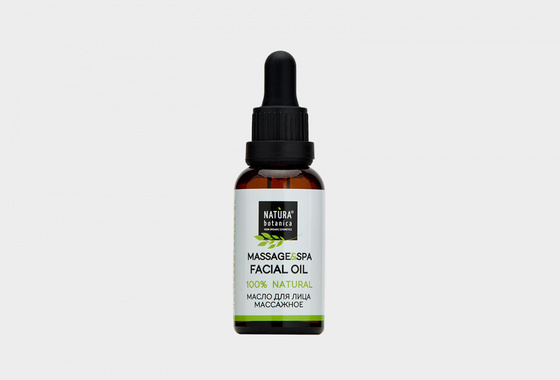 NATURA®
botanica
MASSAGE&SPA
FACIAL OIL
100% NATURAL
МАСЛО ДЛЯ ЛИЦА
МАССАЖНОЕ